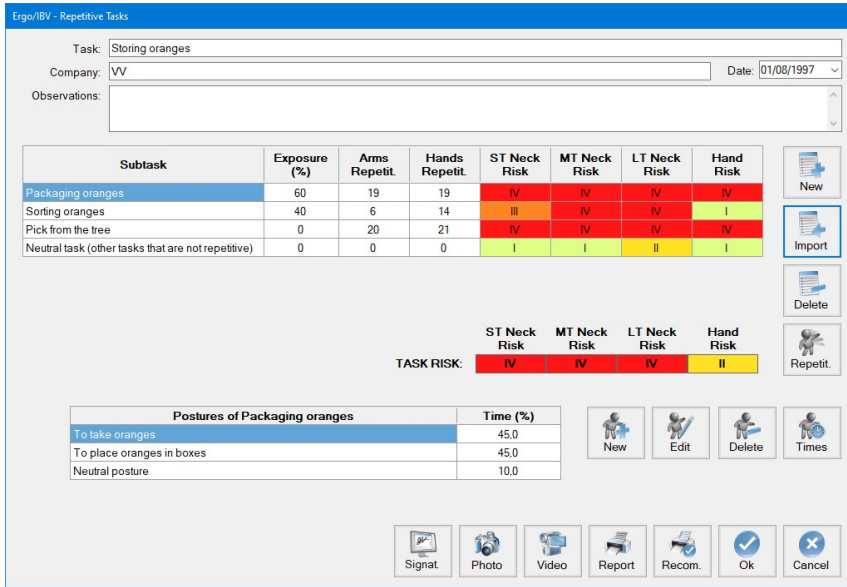 Ergo/IBV - Repetitive Tasks
Task: Storing oranges
Company: VV Date: 01/08/1997
Observations:
Subtask Exposure (%) Arms Repetit. Hands Repetit. ST Neck Risk MT Neck Risk LT Neck Risk Hand Risk
Packaging oranges 60 19 19 IV IV IV IV
Sorting oranges 40 6 14 III IV IV I
Pick from the tree 0 20 21 IV IV IV IV
Neutral task (other tasks that are not repetitive) 0 0 0 I I II I
New
Import
Delete
Repetit.
ST Neck Risk MT Neck Risk LT Neck Risk Hand Risk
TASK RISK: IV IV IV II
Postures of Packaging oranges Time (%)
To take oranges 45,0
To place oranges in boxes 45,0
Neutral posture 10,0
New Edit Delete Times
Signat. Photo Video Report Recom. Ok Cancel